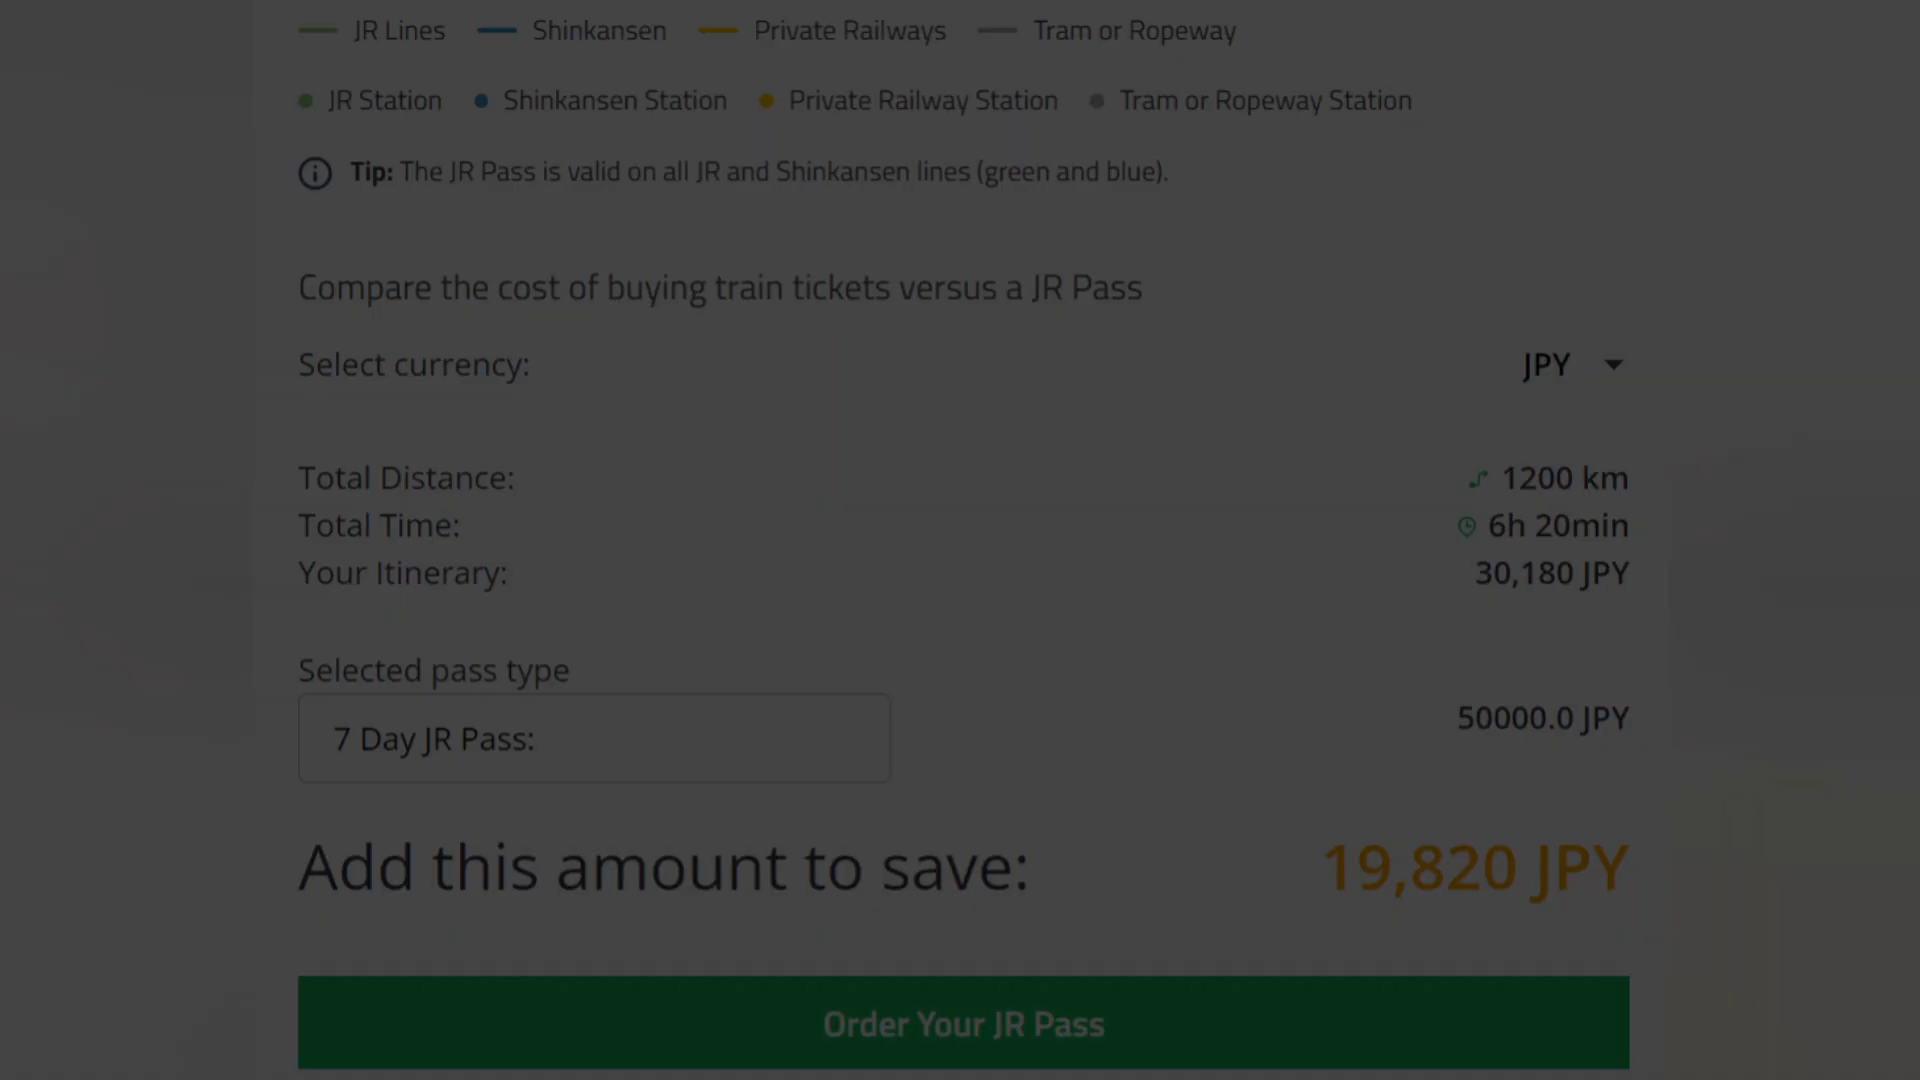 JR Lines Shinkansen Private Railways Tram or Ropeway
JR Station Shinkansen Station Private Railway Station Tram or Ropeway Station
Tip: The JR Pass is valid on all JR and Shinkansen lines (green and blue).
Compare the cost of buying train tickets versus a JR Pass
Select currency: JPY
Total Distance: 1200 km
Total Time: 6h 20min
Your Itinerary: 30,180 JPY
Selected pass type
7 Day JR Pass: 50000.0 JPY
Add this amount to save: 19,820 JPY
Order Your JR Pass